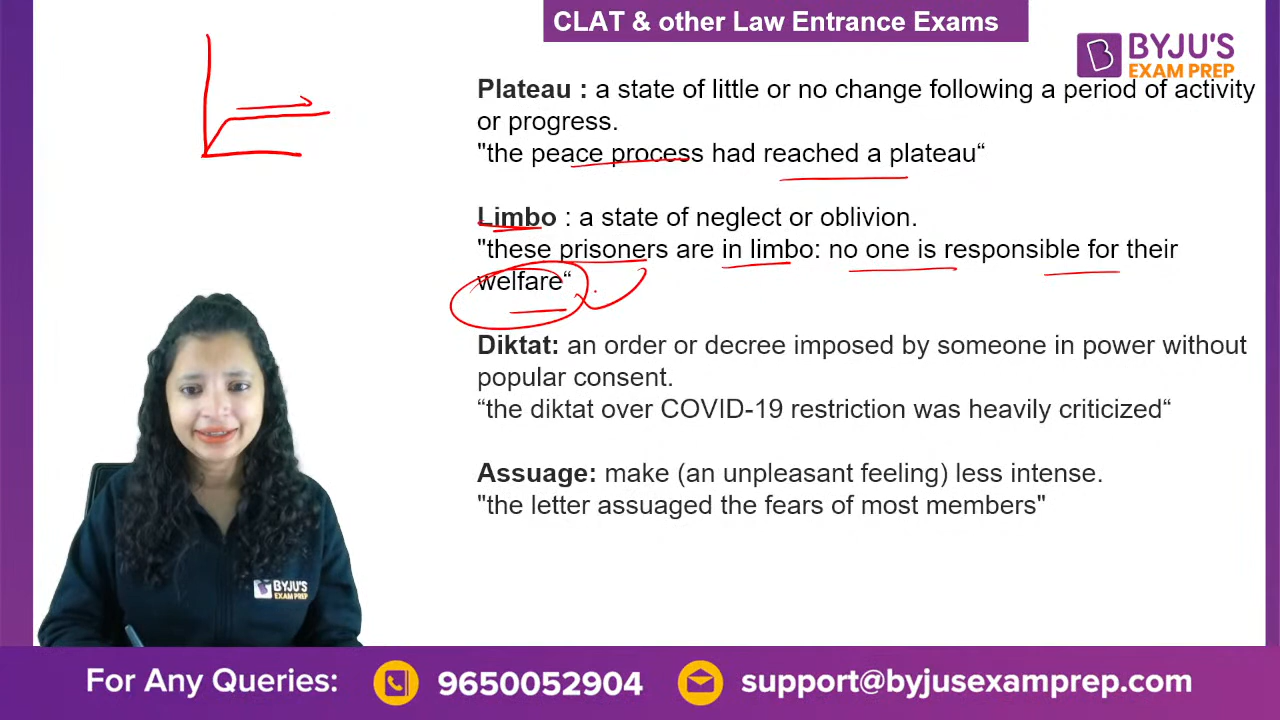 CLAT & other Law Entrance Exams
BYJU'S
EXAM PREP
Plateau : a state of little or no change following a period of activity
or progress.
"the peace process had reached a plateau“
Limbo : a state of neglect or oblivion.
"these prisoners are in limbo: no one is responsible for their
welfare“
Diktat: an order or decree imposed by someone in power without
popular consent.
“the diktat over COVID-19 restriction was heavily criticized“
Assuage: make (an unpleasant feeling) less intense.
"the letter assuaged the fears of most members"
BYJU'S
EXAM PREP
For Any Queries: 9650052904 support@byjusexamprep.com